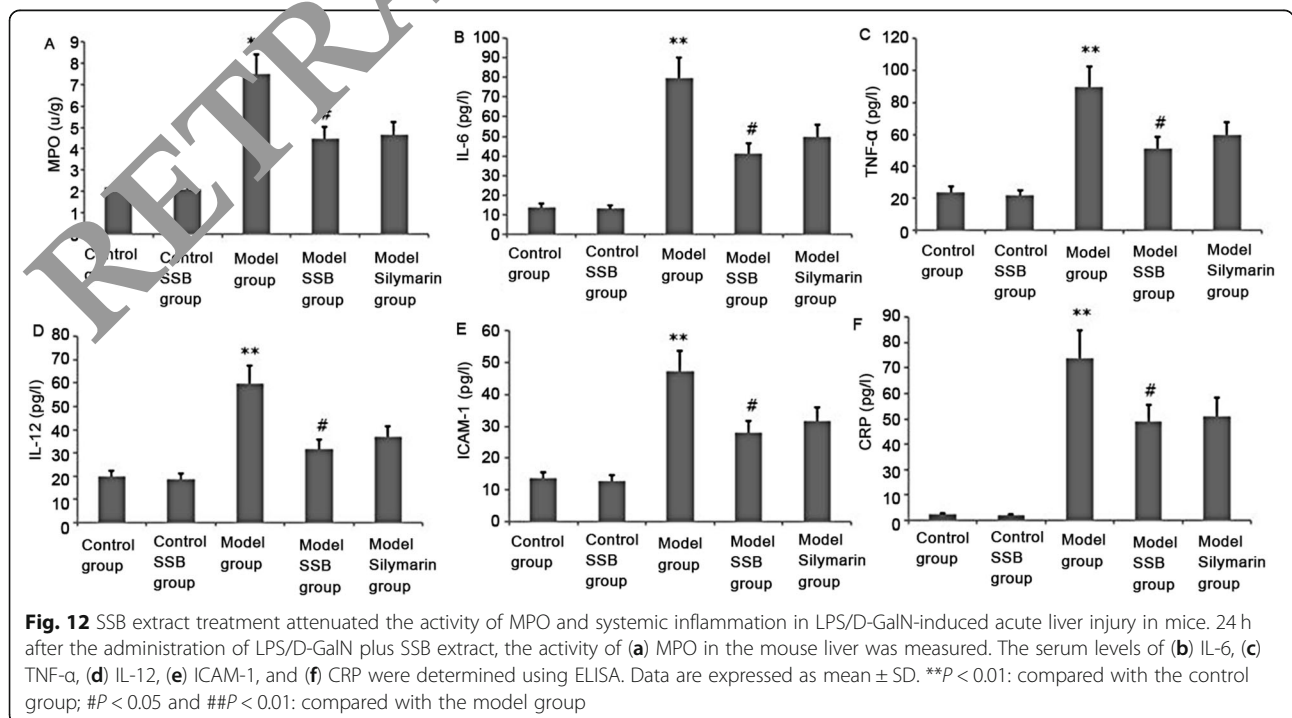 RETRA
A
MPO (u/g)
9
8
7
6
5
4
3
2
1
#
Control
Control
SSB
group
Model
group
Model
SSB
group
Model
Silymarin
group
B
IL-6 (pg/l)
100
90
80
70
60
50
40
30
20
10
0
**
#
Control
group
Control
SSB
group
Model
group
Model
SSB
group
Model
Silymarin
group
C
TNF-α (pg/l)
120
100
80
60
40
20
0
**
#
Control
group
Control
SSB
group
Model
group
Model
SSB
group
Model
Silymarin
group
D
IL-12 (pg/l)
80
70
60
50
40
30
20
10
0
**
#
Control
group
Control
SSB
group
Model
group
Model
SSB
group
Model
Silymarin
group
E
ICAM-1 (pg/l)
60
50
40
30
20
10
0
**
#
Control
group
Control
SSB
group
Model
group
Model
SSB
group
Model
Silymarin
group
F
CRP (pg/l)
90
80
70
60
50
40
30
20
10
0
**
#
Control
group
Control
SSB
group
Model
group
Model
SSB
group
Model
Silymarin
group
Fig. 12 SSB extract treatment attenuated the activity of MPO and systemic inflammation in LPS/D-GalN-induced acute liver injury in mice. 24 h
after the administration of LPS/D-GalN plus SSB extract, the activity of (a) MPO in the mouse liver was measured. The serum levels of (b) IL-6, (c)
TNF-α, (d) IL-12, (e) ICAM-1, and (f) CRP were determined using ELISA. Data are expressed as mean ± SD. **P < 0.01: compared with the control
group; #P < 0.05 and ##P < 0.01: compared with the model group